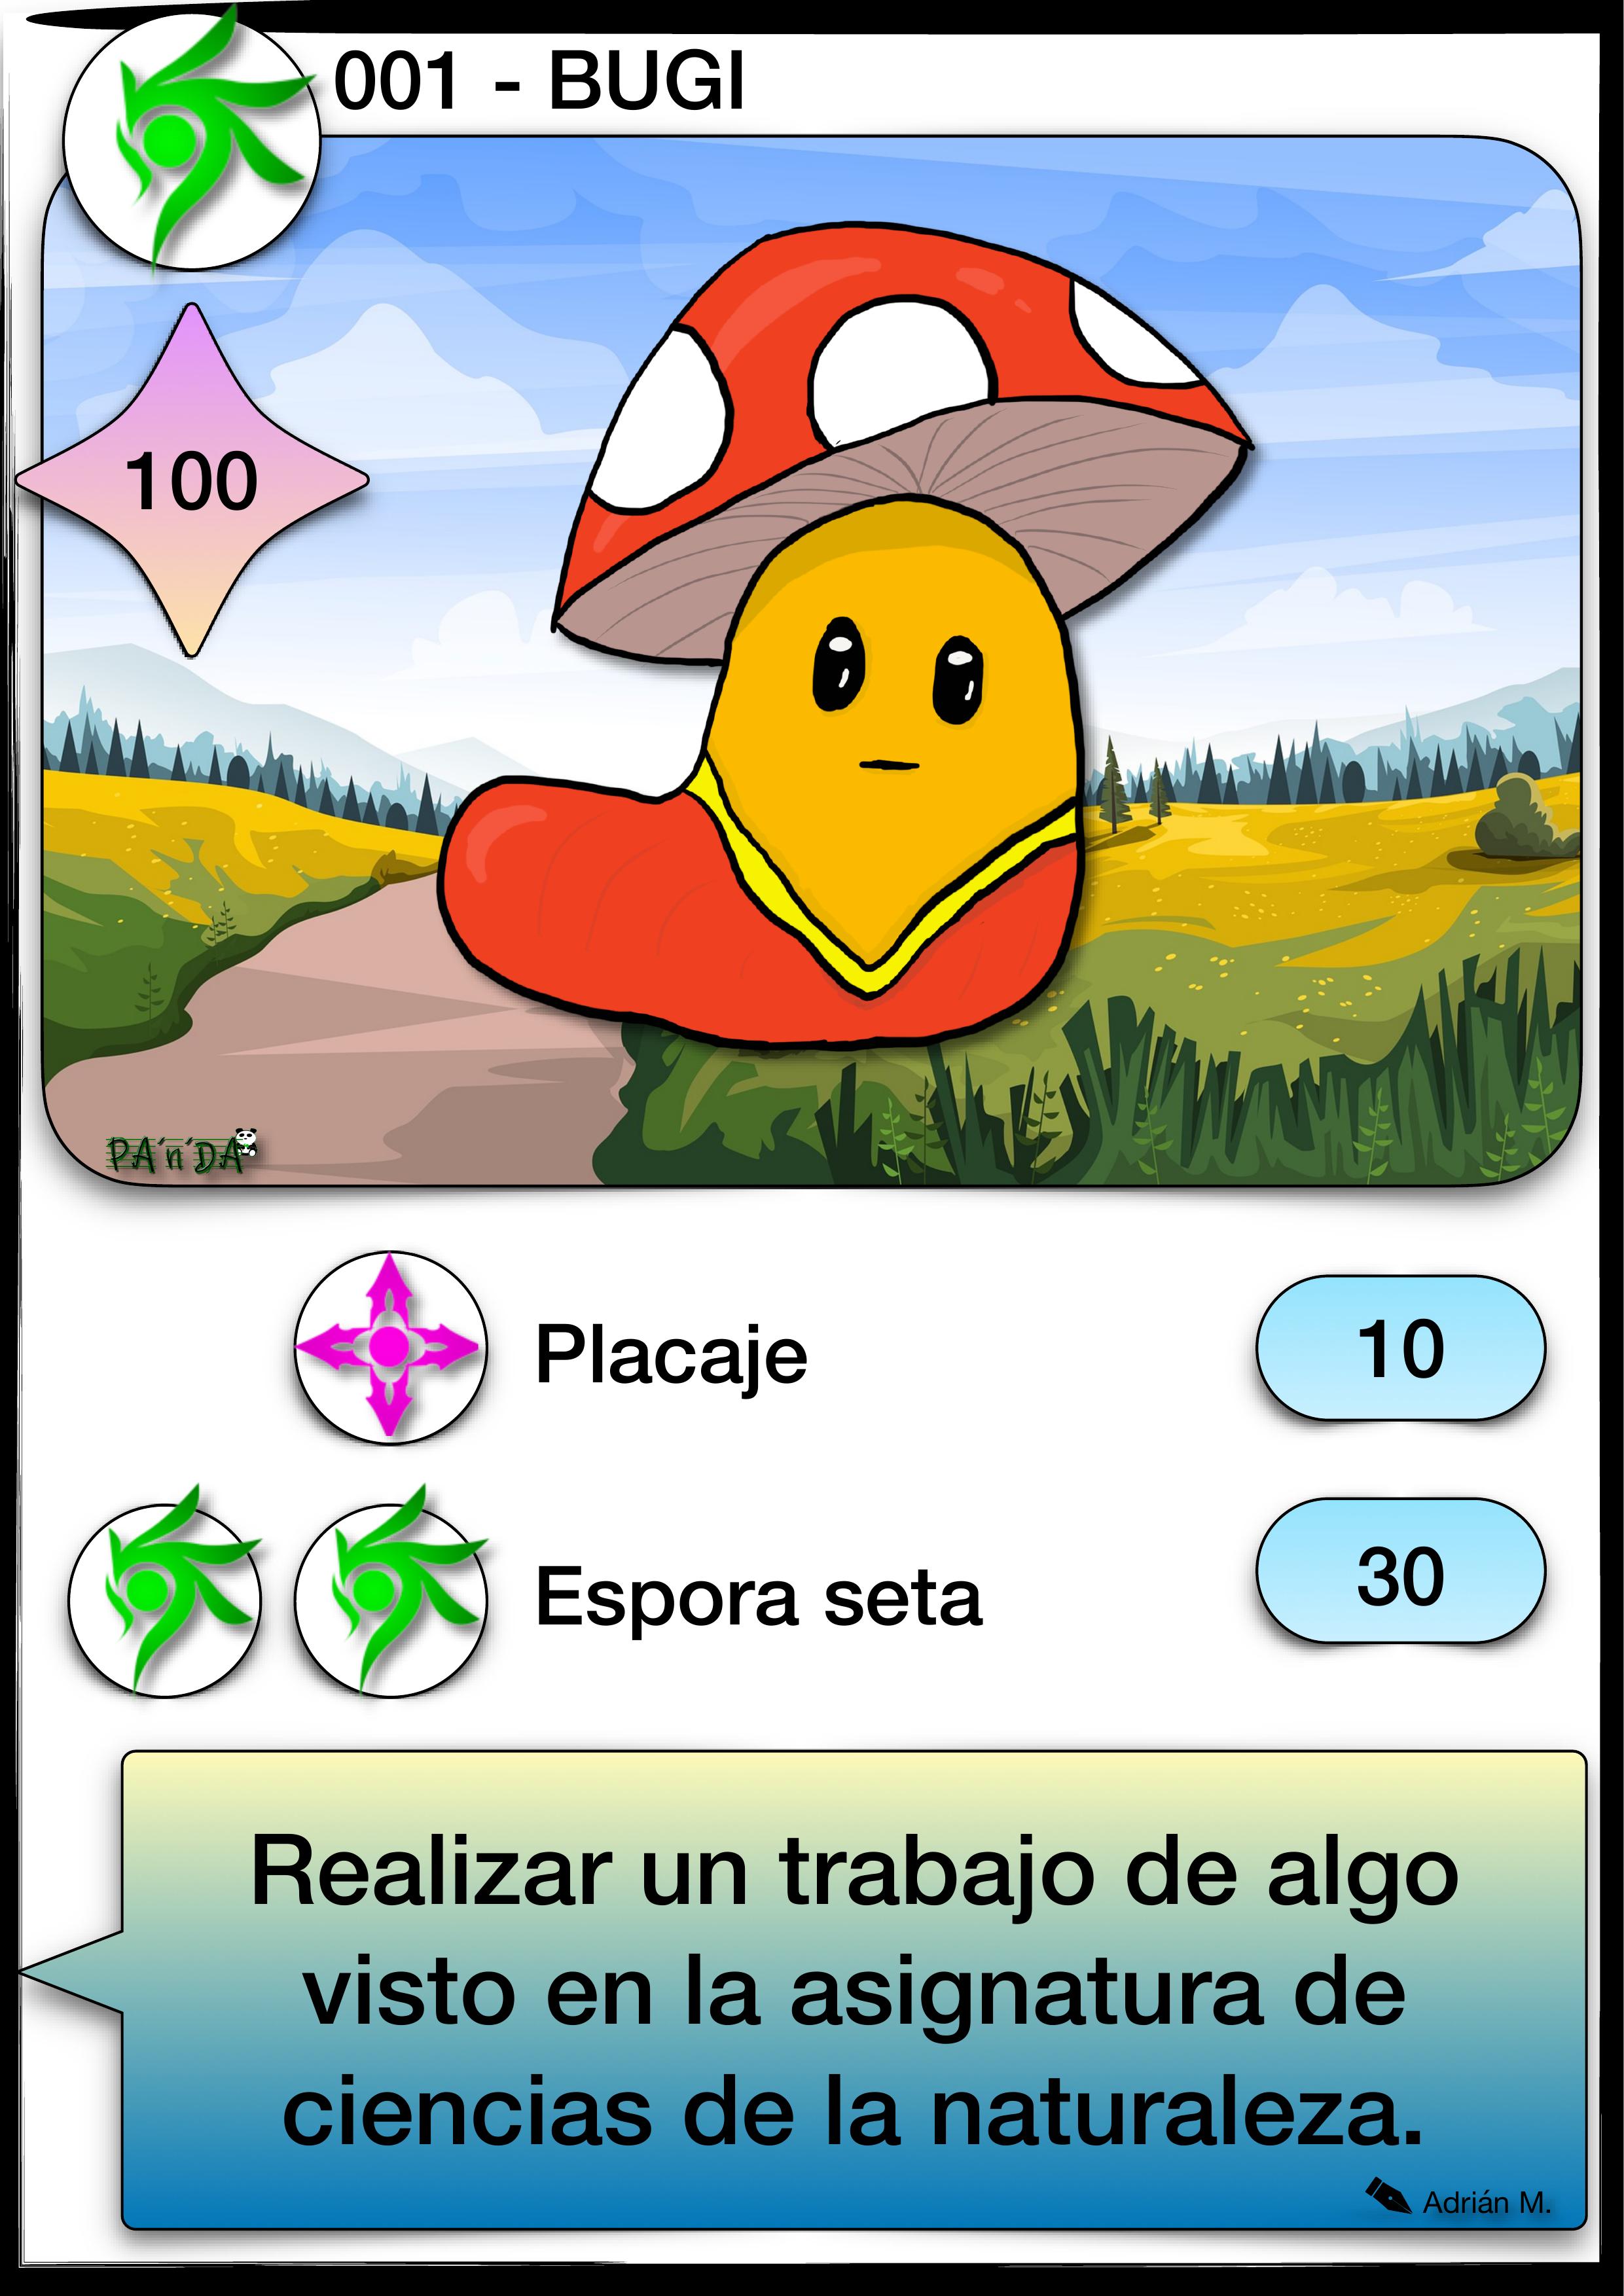 001 - BUGI
100
PA´n´DA
Placaje
10
Espora seta
30
Realizar un trabajo de algo
visto en la asignatura de
ciencias de la naturaleza.
Adrián M.